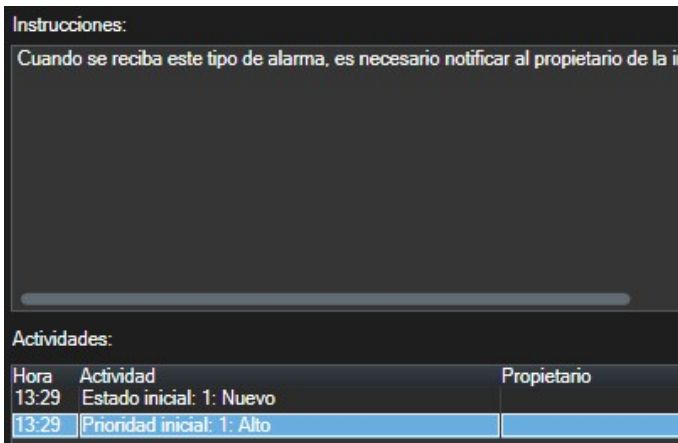 Instrucciones:
Cuando se reciba este tipo de alarma, es necesario notificar al propietario de la
Actividades:
Hora Actividad Propietario
13:29 Estado inicial: 1: Nuevo
13:29 Prioridad inicial: 1: Alto